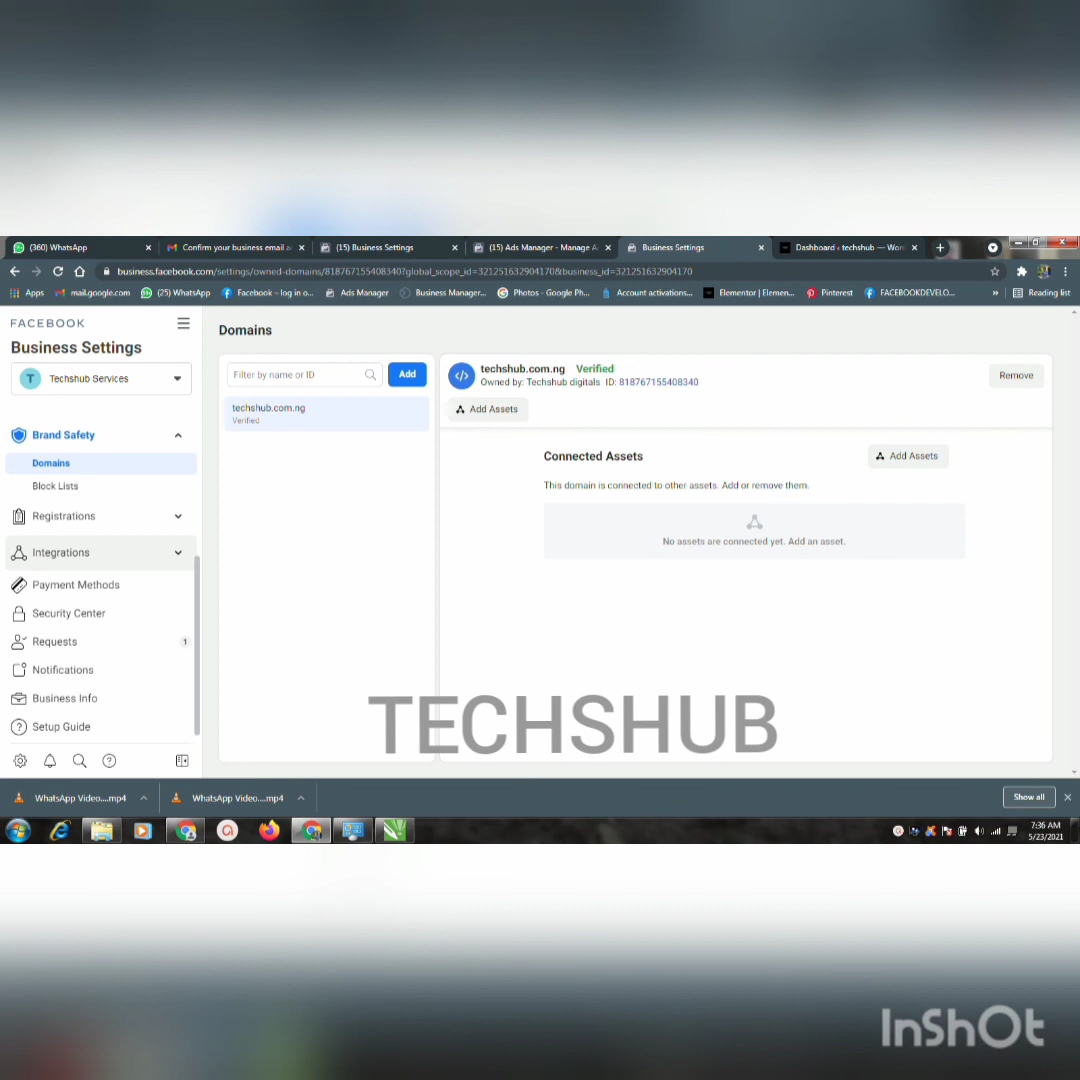 (360) WhatsApp
Confirm your business email a
(15) Business Settings
(15) Ads Manager - Manage A
Business Settings
Dashboard ‹ techshub — Wor
business.facebook.com/settings/owned-domains/818767155408340?global_scope_id=321251632904170&business_id=321251632904170
Apps
mail.google.com
(25) WhatsApp
Facebook – log in o...
Ads Manager
Business Manager...
Photos - Google Ph...
Account activations...
Elementor | Elemen...
Pinterest
FACEBOOKDEVELO...
»
Reading list
FACEBOOK
Business Settings
T Techshub Services
Brand Safety
Domains
Block Lists
Registrations
Integrations
Payment Methods
Security Center
Requests 1
Notifications
Business Info
Setup Guide
Domains
Filter by name or ID
Add
techshub.com.ng
Verified
techshub.com.ng Verified
Owned by: Techshub digitals ID: 818767155408340
Remove
Add Assets
Connected Assets
Add Assets
This domain is connected to other assets. Add or remove them.
No assets are connected yet. Add an asset.
TECHSHUB
WhatsApp Video....mp4
WhatsApp Video....mp4
Show all
7:36 AM
5/23/2021
InShOt